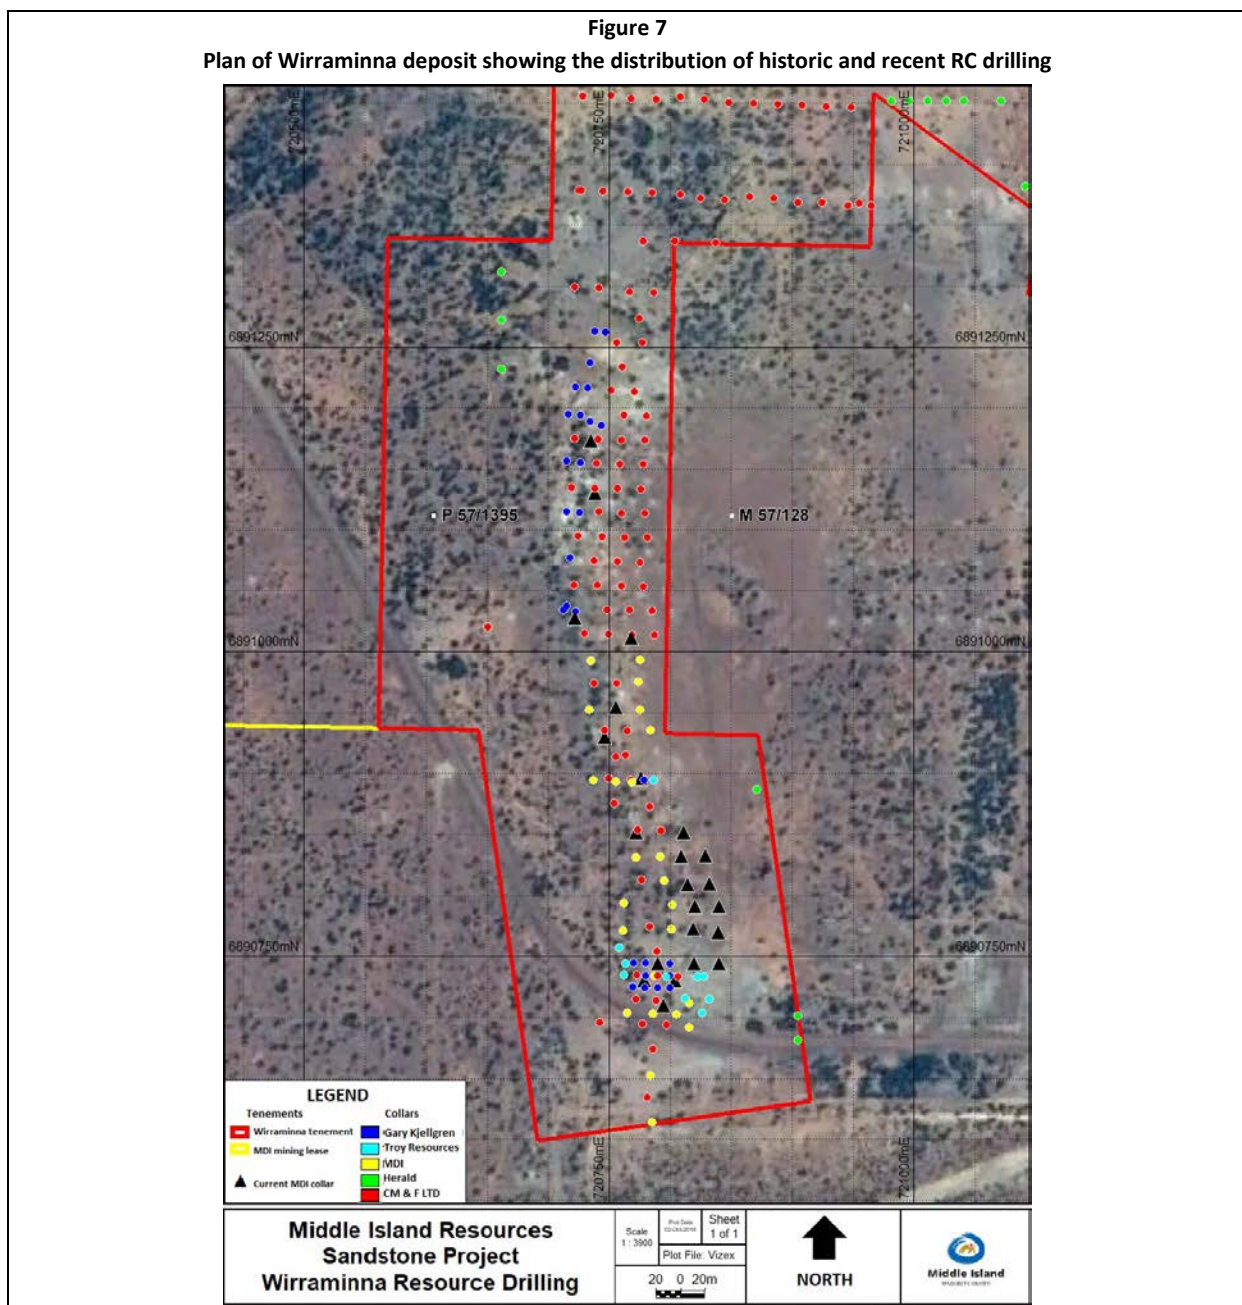 Figure 7
Plan of Wirraminna deposit showing the distribution of historic and recent RC drilling
720500mE
720750mE
721000mE
6891250mN
P 57/1395
M 57/128
6891000mN
6890750mN
720750mE
721000mE
LEGEND
Tenements
Collars
Wirraminna tenement
Gary Kjellgren
Troy Resources
MDI mining lease
MDI
Herald
Current MDI collar
CM & F LTD
Middle Island Resources
Sandstone Project
Wirraminna Resource Drilling
Scale
1 : 3900
Plot Date
Sheet
1 of 1
Plot File: Vizex
20 0 20m
NORTH
Middle Island